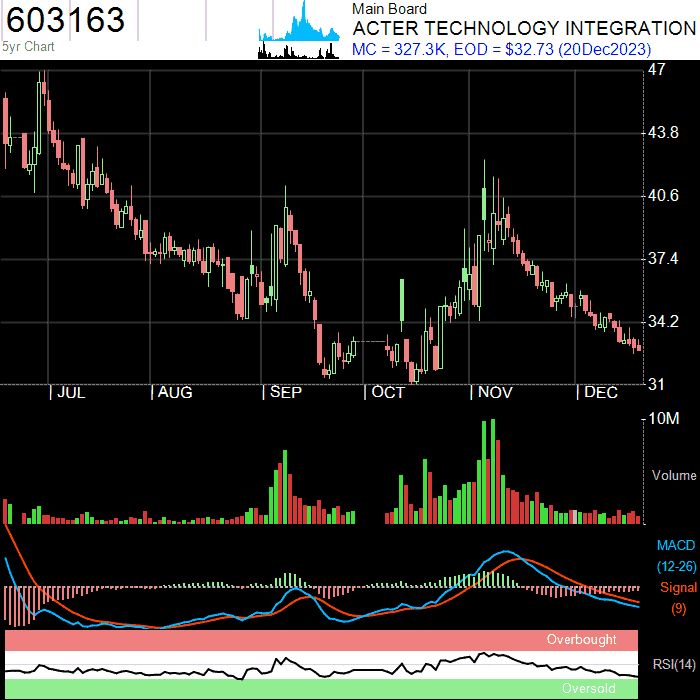 603163
5yr Chart
Main Board
ACTER TECHNOLOGY INTEGRATION
MC = 327.3K, EOD = $32.73 (20Dec2023)
47
43.8
40.6
37.4
34.2
31
| JUL | AUG | SEP | OCT | NOV | DEC
10M
Volume
MACD
(12-26)
Signal
(9)
Overbought
RSI(14)
Oversold